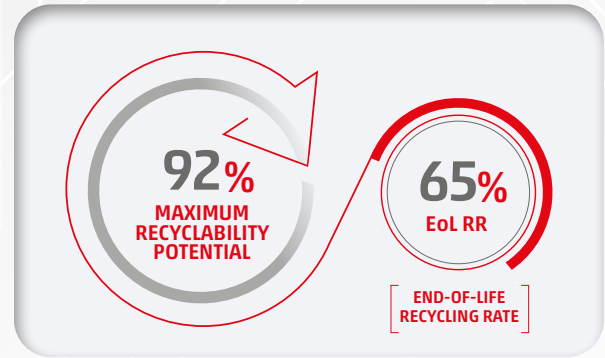 92%
MAXIMUM
RECYCLABILITY
POTENTIAL
65%
EoL RR
END-OF-LIFE
RECYCLING RATE